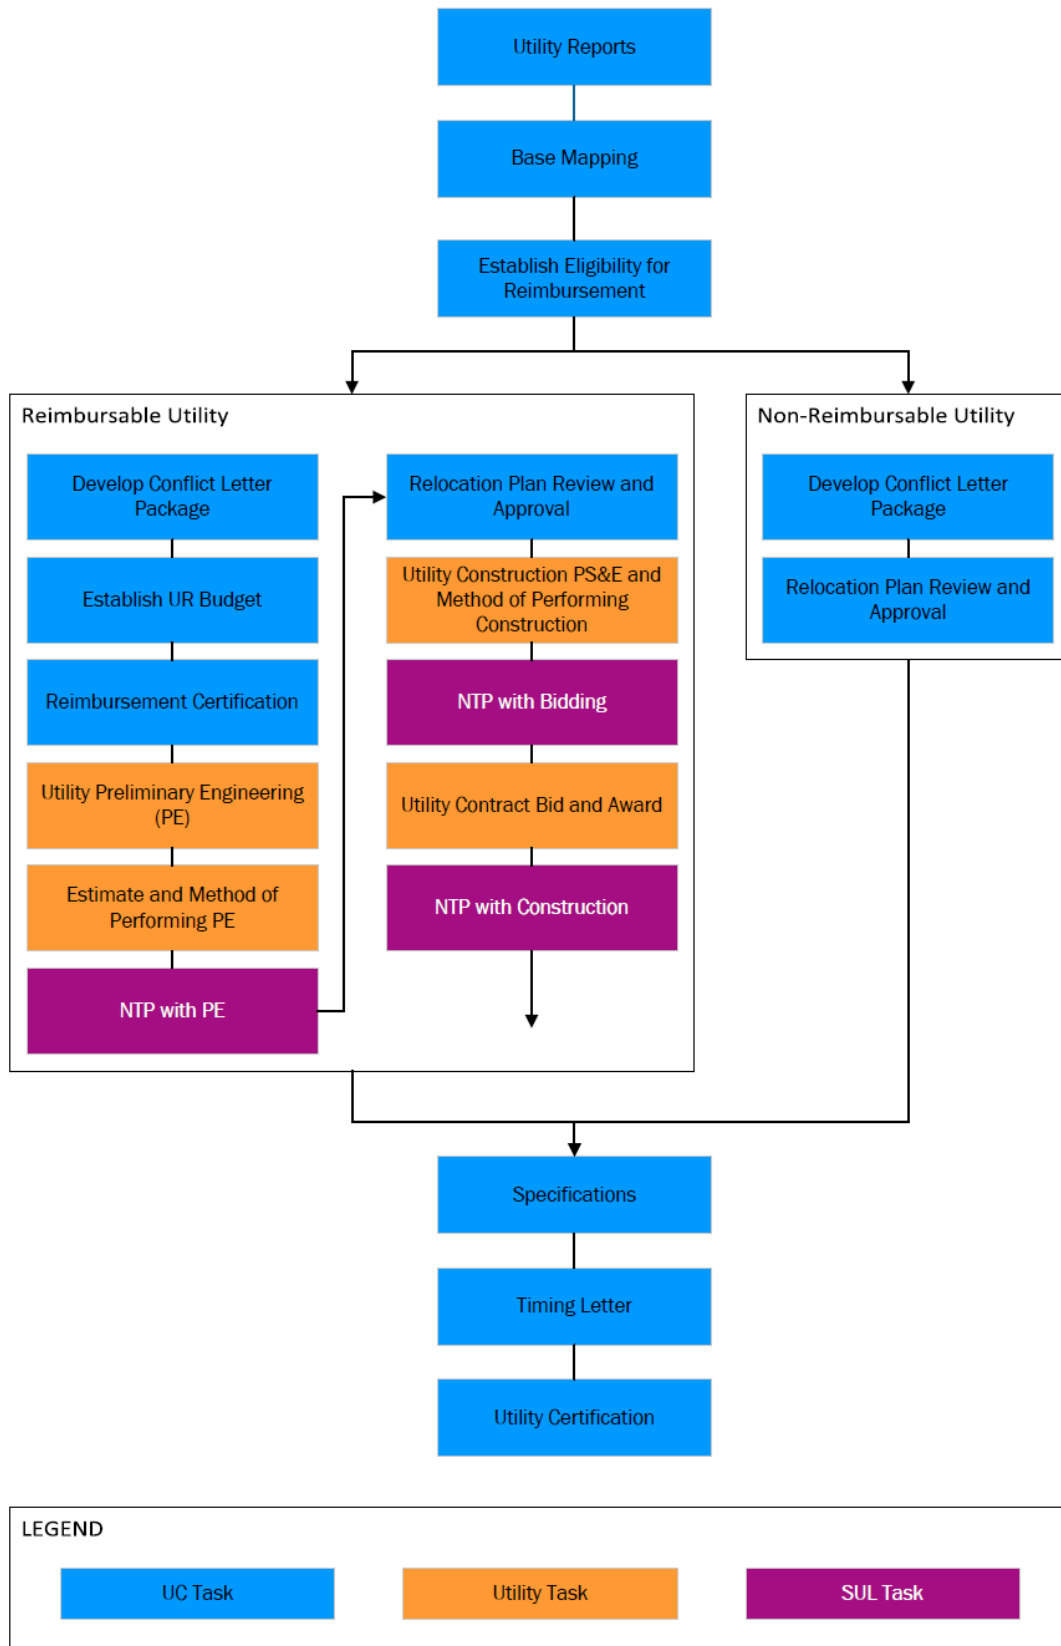 Utility Reports
Base Mapping
Establish Eligibility for
Reimbursement
Reimbursable Utility
Develop Conflict Letter
Package
Establish UR Budget
Reimbursement Certification
Utility Preliminary Engineering
(PE)
Estimate and Method of
Performing PE
NTP with PE
Relocation Plan Review and
Approval
Utility Construction PS&E and
Method of Performing
Construction
NTP with Bidding
Utility Contract Bid and Award
NTP with Construction
Non-Reimbursable Utility
Develop Conflict Letter
Package
Relocation Plan Review and
Approval
Specifications
Timing Letter
Utility Certification
LEGEND
UC Task
Utility Task
SUL Task